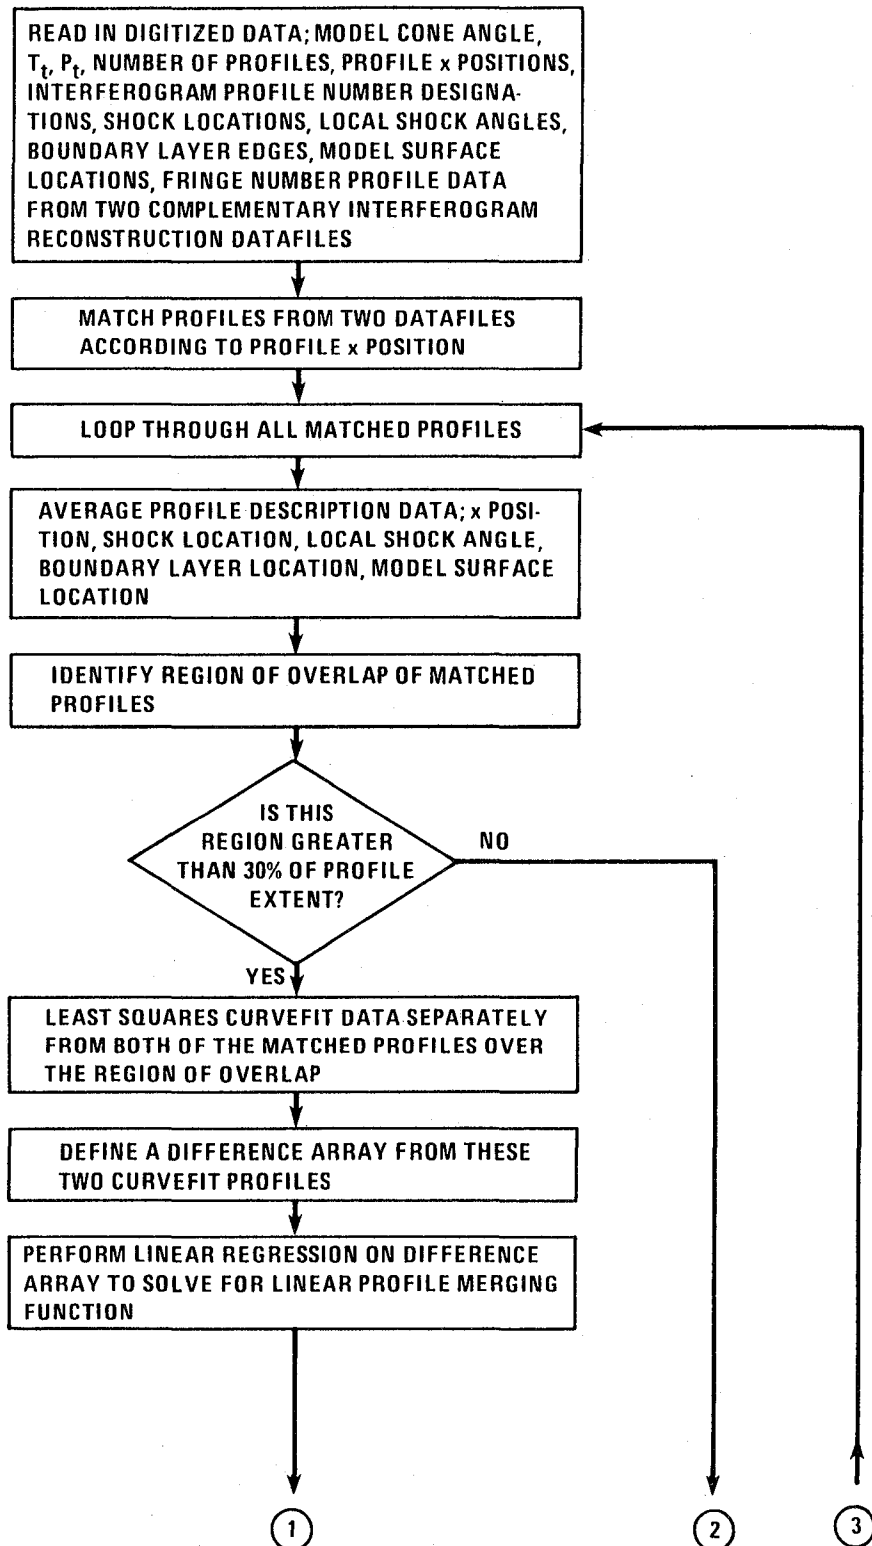 READ IN DIGITIZED DATA; MODEL CONE ANGLE,
Tt, Pt, NUMBER OF PROFILES, PROFILE x POSITIONS,
INTERFEROGRAM PROFILE NUMBER DESIGNA-
TIONS, SHOCK LOCATIONS, LOCAL SHOCK ANGLES,
BOUNDARY LAYER EDGES, MODEL SURFACE
LOCATIONS, FRINGE NUMBER PROFILE DATA
FROM TWO COMPLEMENTARY INTERFEROGRAM
RECONSTRUCTION DATAFILES
MATCH PROFILES FROM TWO DATAFILES
ACCORDING TO PROFILE x POSITION
LOOP THROUGH ALL MATCHED PROFILES
AVERAGE PROFILE DESCRIPTION DATA; x POSI-
TION, SHOCK LOCATION, LOCAL SHOCK ANGLE,
BOUNDARY LAYER LOCATION, MODEL SURFACE
LOCATION
IDENTIFY REGION OF OVERLAP OF MATCHED
PROFILES
IS THIS
REGION GREATER
THAN 30% OF PROFILE
EXTENT?
NO
YES
LEAST SQUARES CURVEFIT DATA SEPARATELY
FROM BOTH OF THE MATCHED PROFILES OVER
THE REGION OF OVERLAP
DEFINE A DIFFERENCE ARRAY FROM THESE
TWO CURVEFIT PROFILES
PERFORM LINEAR REGRESSION ON DIFFERENCE
ARRAY TO SOLVE FOR LINEAR PROFILE MERGING
FUNCTION
1
2
3